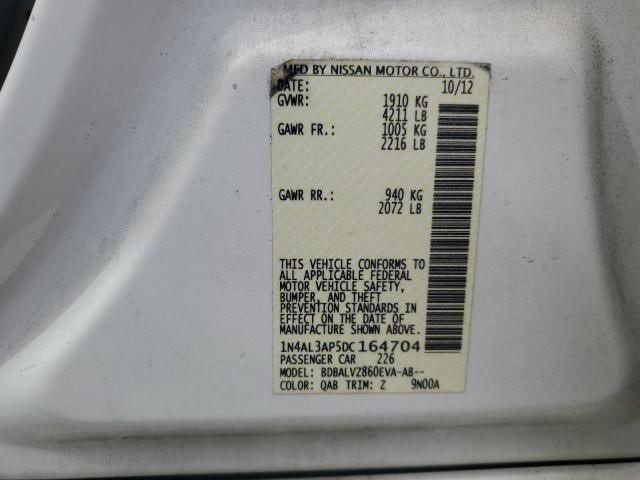 MFD BY NISSAN MOTOR CO., LTD.
DATE: 10/12
GVWR: 1910 KG
4211 LB
GAWR FR.: 1005 KG
2216 LB
GAWR RR.: 940 KG
2072 LB
THIS VEHICLE CONFORMS TO
ALL APPLICABLE FEDERAL
MOTOR VEHICLE SAFETY,
BUMPER, AND THEFT
PREVENTION STANDARDS IN
EFFECT ON THE DATE OF
MANUFACTURE SHOWN ABOVE.
1N4AL3AP5DC164704
PASSENGER CAR 226
MODEL: BDBALVZ860EVA-AB--
COLOR: QAB TRIM: Z 9N00A